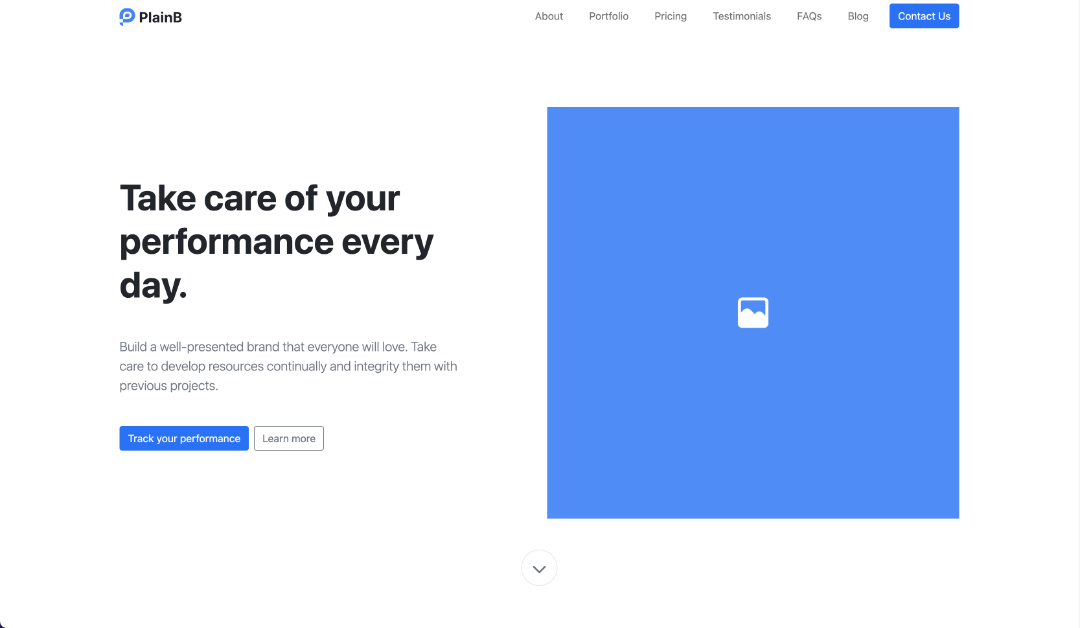 PlainB
About
Portfolio
Pricing
Testimonials
FAQs
Blog
Contact Us
Take care of your
performance every
day.
Build a well-presented brand that everyone will love. Take
care to develop resources continually and integrity them with
previous projects.
Track your performance
Learn more